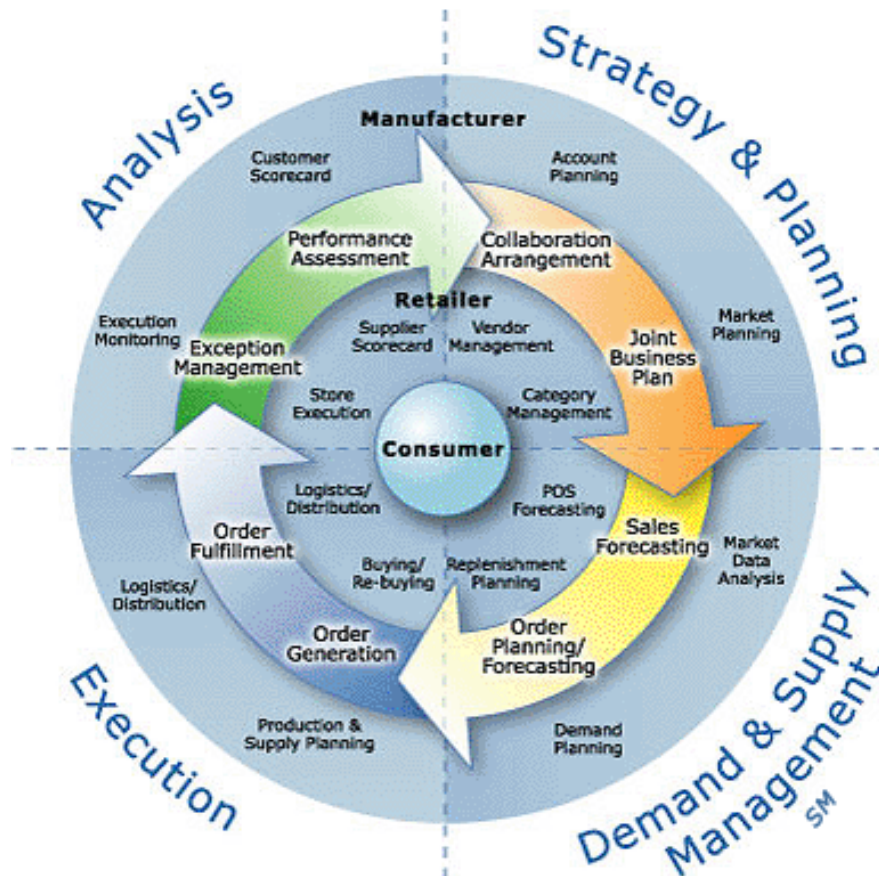 Analysis
Strategy & Planning
Manufacturer
Customer
Scorecard
Account
Planning
Performance
Assessment
Collaboration
Arrangement
Retailer
Execution
Monitoring
Exception
Management
Supplier
Scorecard
Vendor
Management
Joint
Business
Plan
Market
Planning
Store
Execution
Category
Management
Consumer
Logistics/
Distribution
POS
Forecasting
Order
Fulfillment
Sales
Forecasting
Market
Data
Analysis
Logistics/
Distribution
Buying/
Re-buying
Replenishment
Planning
Order
Generation
Order
Planning/
Forecasting
Production &
Supply Planning
Demand
Planning
Execution
Demand & Supply
Management
SM